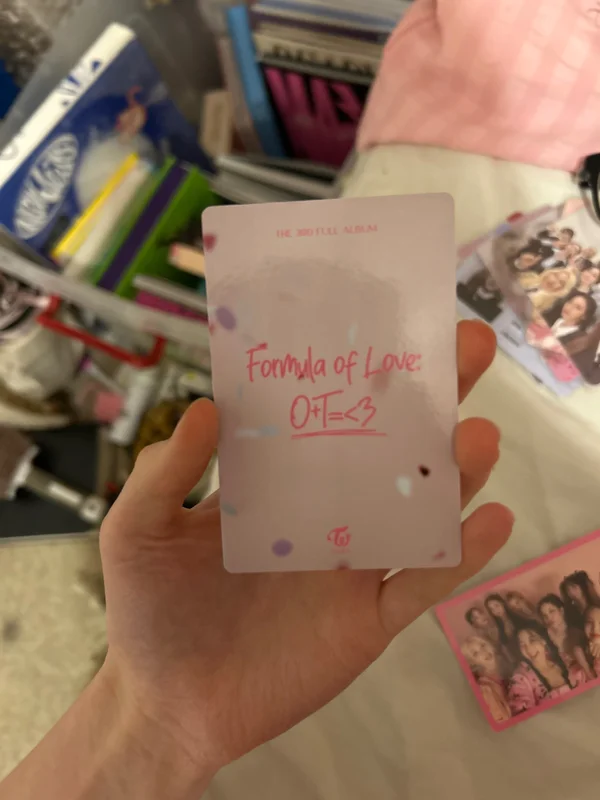 THE 3RD FULL ALBUM
Formula of Love:
O+T=<3